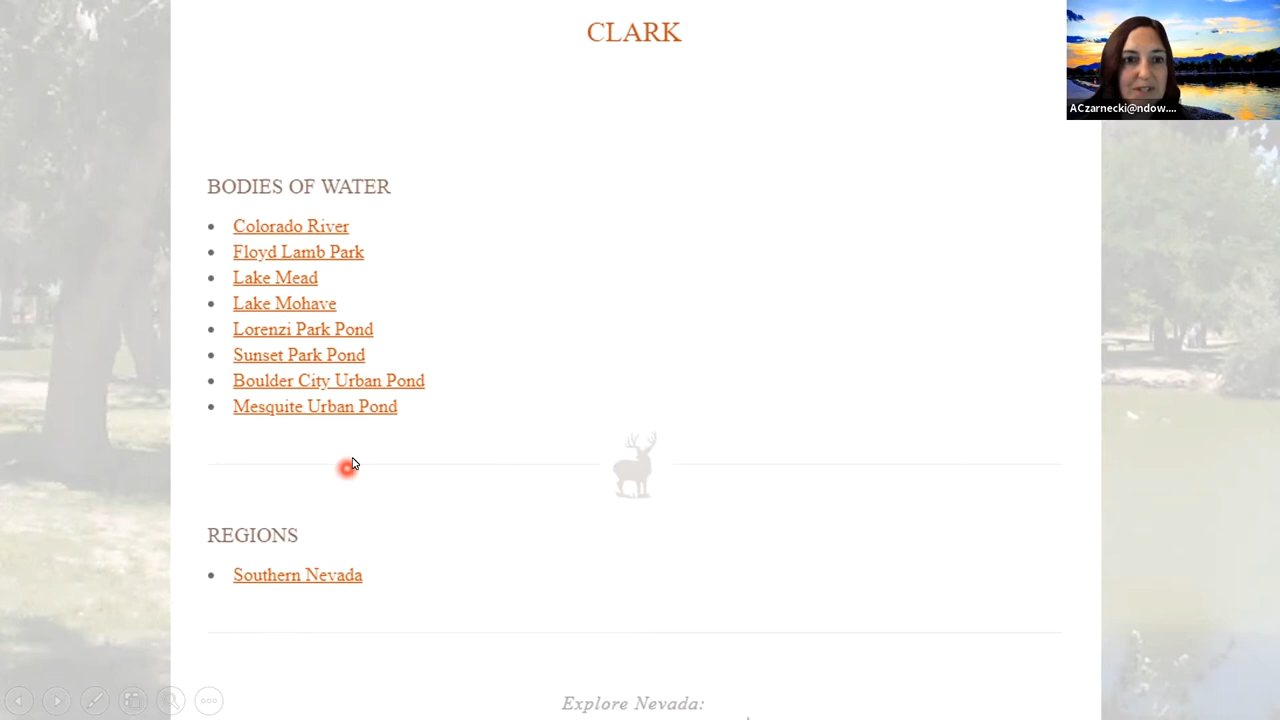 CLARK
ACzarnecki@ndow....
BODIES OF WATER
Colorado River
Floyd Lamb Park
Lake Mead
Lake Mohave
Lorenzi Park Pond
Sunset Park Pond
Boulder City Urban Pond
Mesquite Urban Pond
REGIONS
Southern Nevada
Explore Nevada: